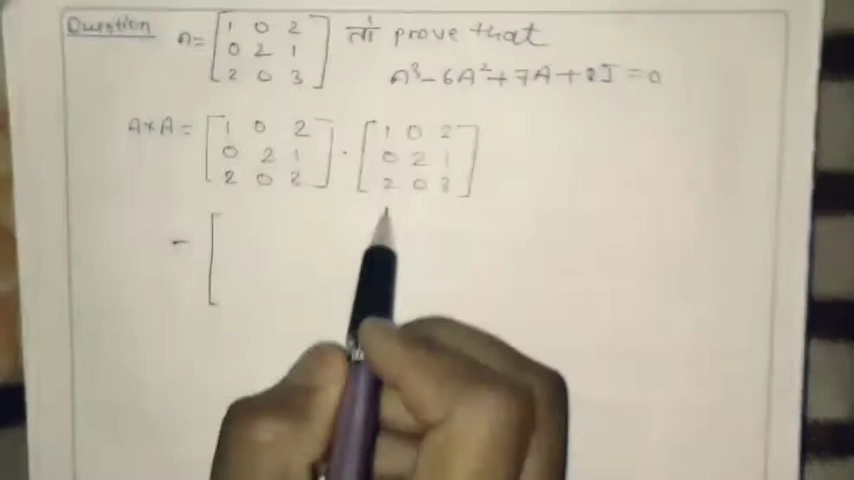 Question A = [1 0 2 તો prove that
0 2 1
2 0 3] A³ - 6A² + 7A + 2I = 0
A × A = [1 0 2 · [1 0 2
0 2 1 0 2 1
2 0 2] 2 0 3]
- [